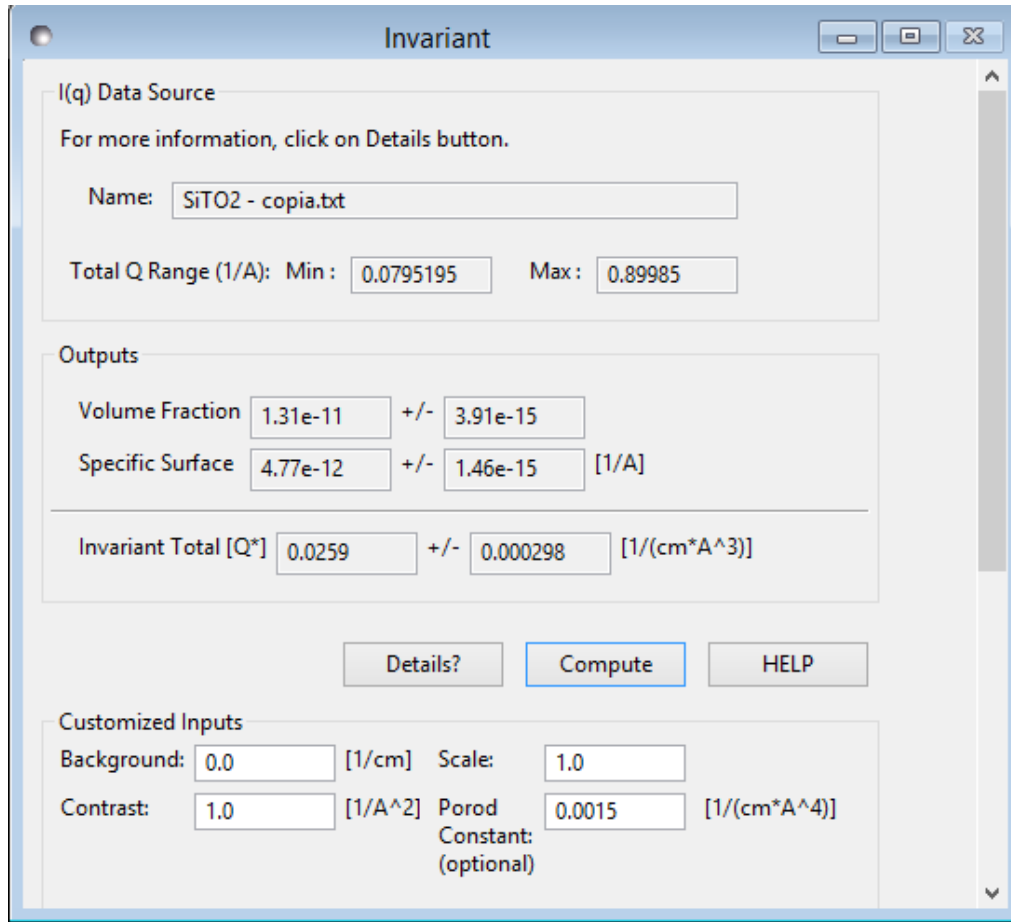 Invariant
I(q) Data Source
For more information, click on Details button.
Name: SiTO2 - copia.txt
Total Q Range (1/A): Min : 0.0795195 Max : 0.89985
Outputs
Volume Fraction 1.31e-11 +/- 3.91e-15
Specific Surface 4.77e-12 +/- 1.46e-15 [1/A]
Invariant Total [Q*] 0.0259 +/- 0.000298 [1/(cm*A^3)]
Details? Compute HELP
Customized Inputs
Background: 0.0 [1/cm] Scale: 1.0
Contrast: 1.0 [1/A^2] Porod 0.0015 [1/(cm*A^4)]
Constant:
(optional)